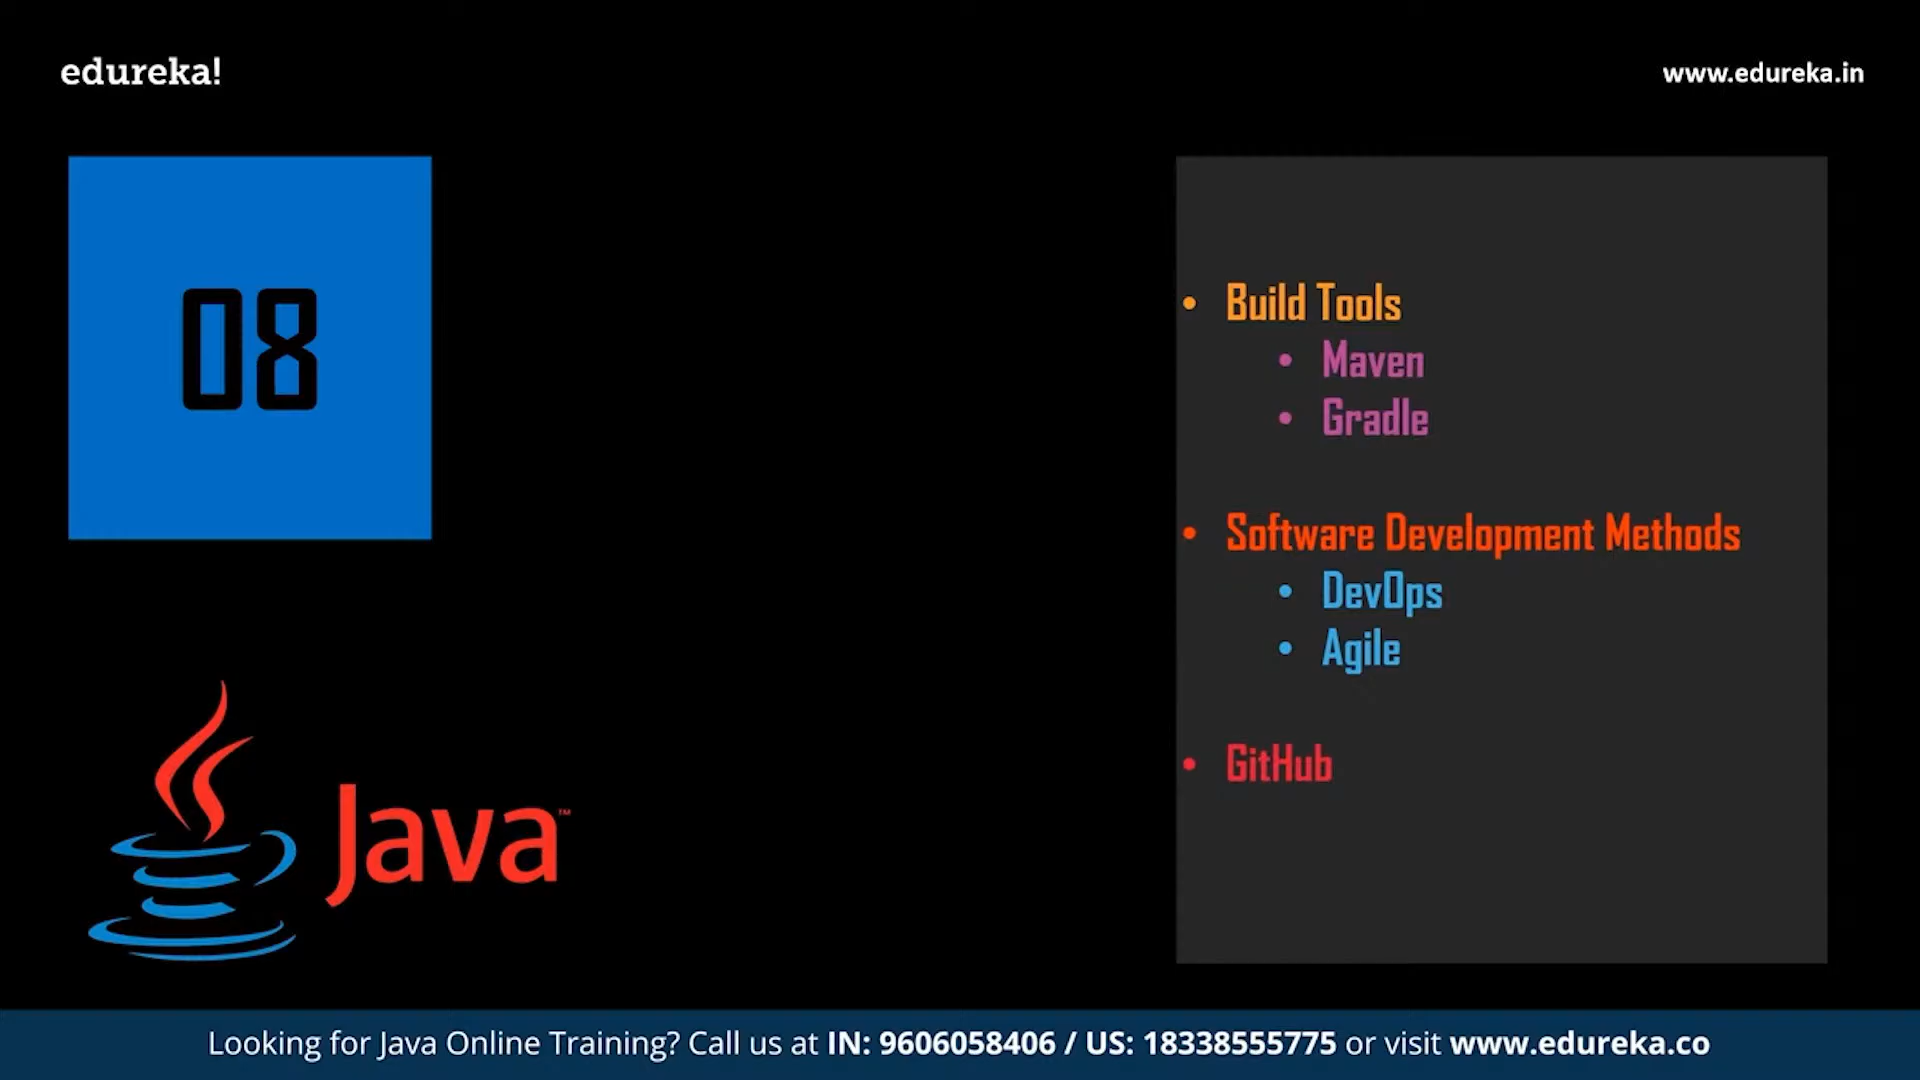 edureka!
www.edureka.in
08
• Build Tools
• Maven
• Gradle
• Software Development Methods
• DevOps
• Agile
• GitHub
Java™
Looking for Java Online Training? Call us at IN: 9606058406 / US: 18338555775 or visit www.edureka.co